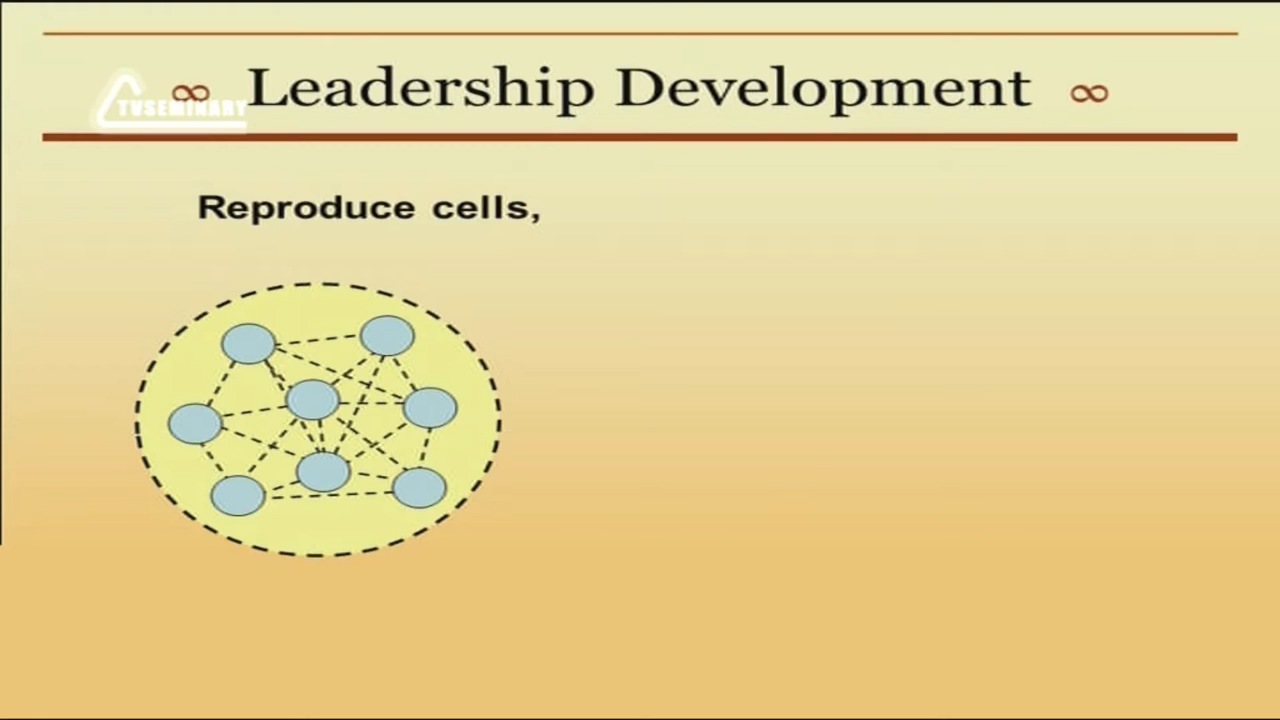 ∞ Leadership Development ∞
TVSEMINARY
Reproduce cells,